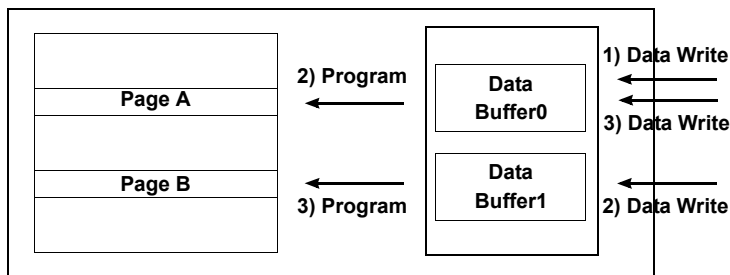 1) Data Write
2) Program
Data
Buffer0
Page A
3) Data Write
Data
Buffer1
Page B
3) Program
2) Data Write